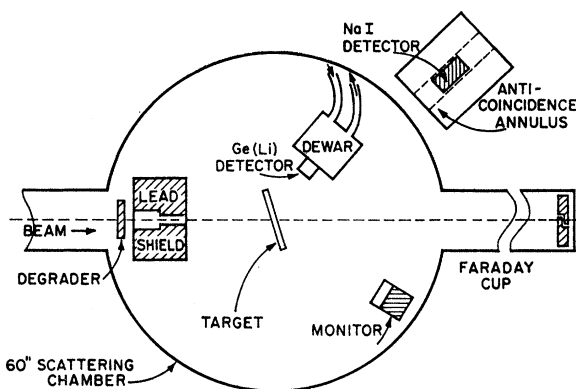 Na I
DETECTOR
ANTI-
COINCIDENCE
ANNULUS
DEWAR
Ge(Li)
DETECTOR
LEAD
SHIELD
BEAM
DEGRADER
TARGET
MONITOR
FARADAY
CUP
60" SCATTERING
CHAMBER